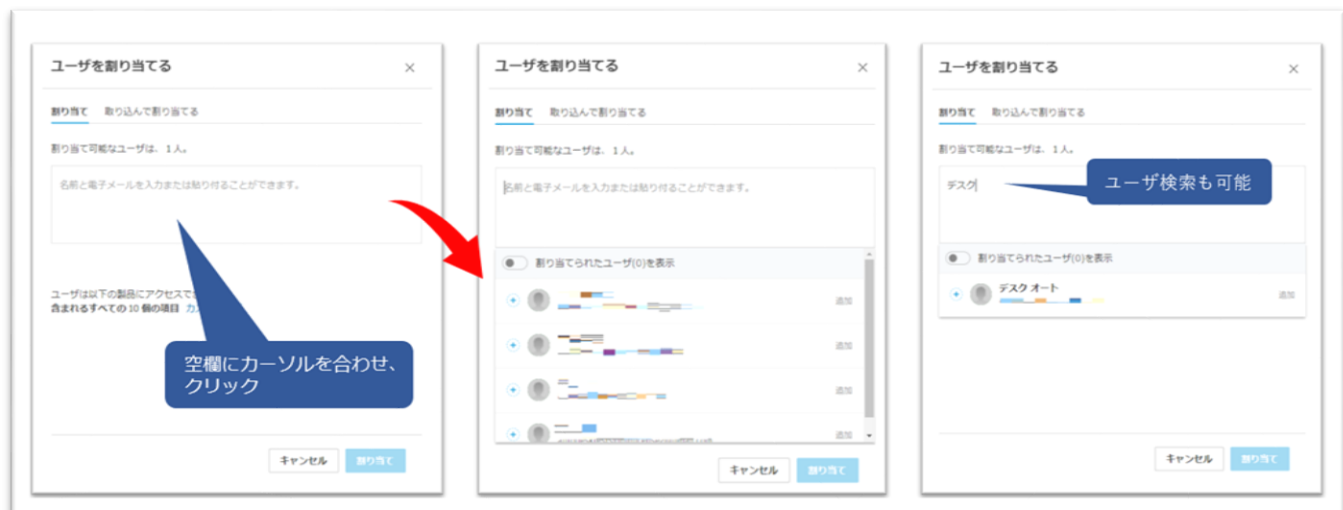 ユーザを割り当てる
割り当て 取り込んで割り当てる
割り当て可能なユーザは、1人。
名前と電子メールを入力または貼り付けることができます。
ユーザは以下の製品にアクセスで
含まれるすべての 10 個の項目 カ
空欄にカーソルを合わせ、
クリック
キャンセル 割り当て
ユーザを割り当てる
割り当て 取り込んで割り当てる
割り当て可能なユーザは、1人。
名前と電子メールを入力または貼り付けることができます。
割り当てられたユーザ(0)を表示
追加
追加
追加
追加
キャンセル 割り当て
ユーザを割り当てる
割り当て 取り込んで割り当てる
割り当て可能なユーザは、1人。
デスク
ユーザ検索も可能
割り当てられたユーザ(0)を表示
デスク オート
追加
キャンセル 割り当て